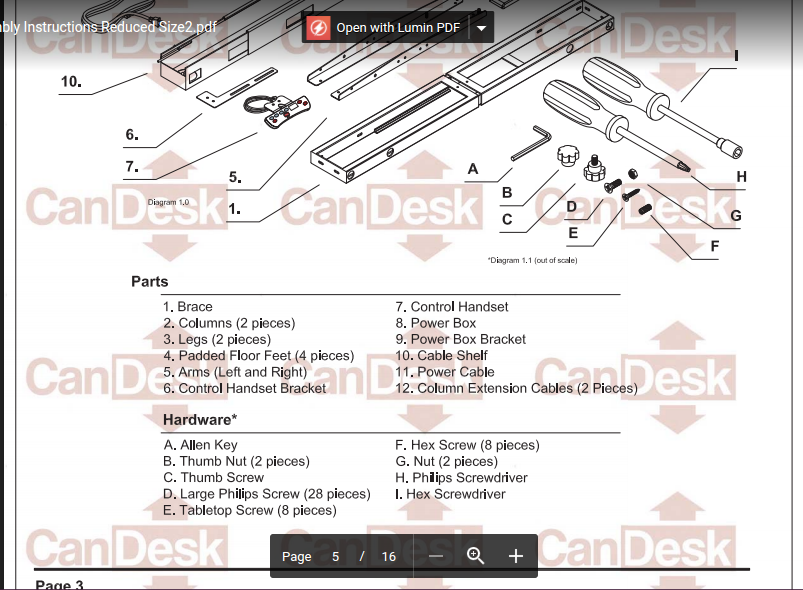 bly Instructions Reduced Size2.pdf
Open with Lumin PDF
10.
6.
7.
5.
1.
Diagram 1.0
A
B
C
D
E
I
H
G
F
*Diagram 1.1 (out of scale)
CanDesk CanDesk CanDesk
CanDesk CanDesk CanDesk
Parts
1. Brace
2. Columns (2 pieces)
3. Legs (2 pieces)
4. Padded Floor Feet (4 pieces)
5. Arms (Left and Right)
6. Control Handset Bracket
7. Control Handset
8. Power Box
9. Power Box Bracket
10. Cable Shelf
11. Power Cable
12. Column Extension Cables (2 Pieces)
CanDesk CanDesk CanDesk
Hardware*
A. Allen Key
B. Thumb Nut (2 pieces)
C. Thumb Screw
D. Large Philips Screw (28 pieces)
E. Tabletop Screw (8 pieces)
F. Hex Screw (8 pieces)
G. Nut (2 pieces)
H. Philips Screwdriver
I. Hex Screwdriver
CanDesk CanDesk
Page 5 / 16
Page 3